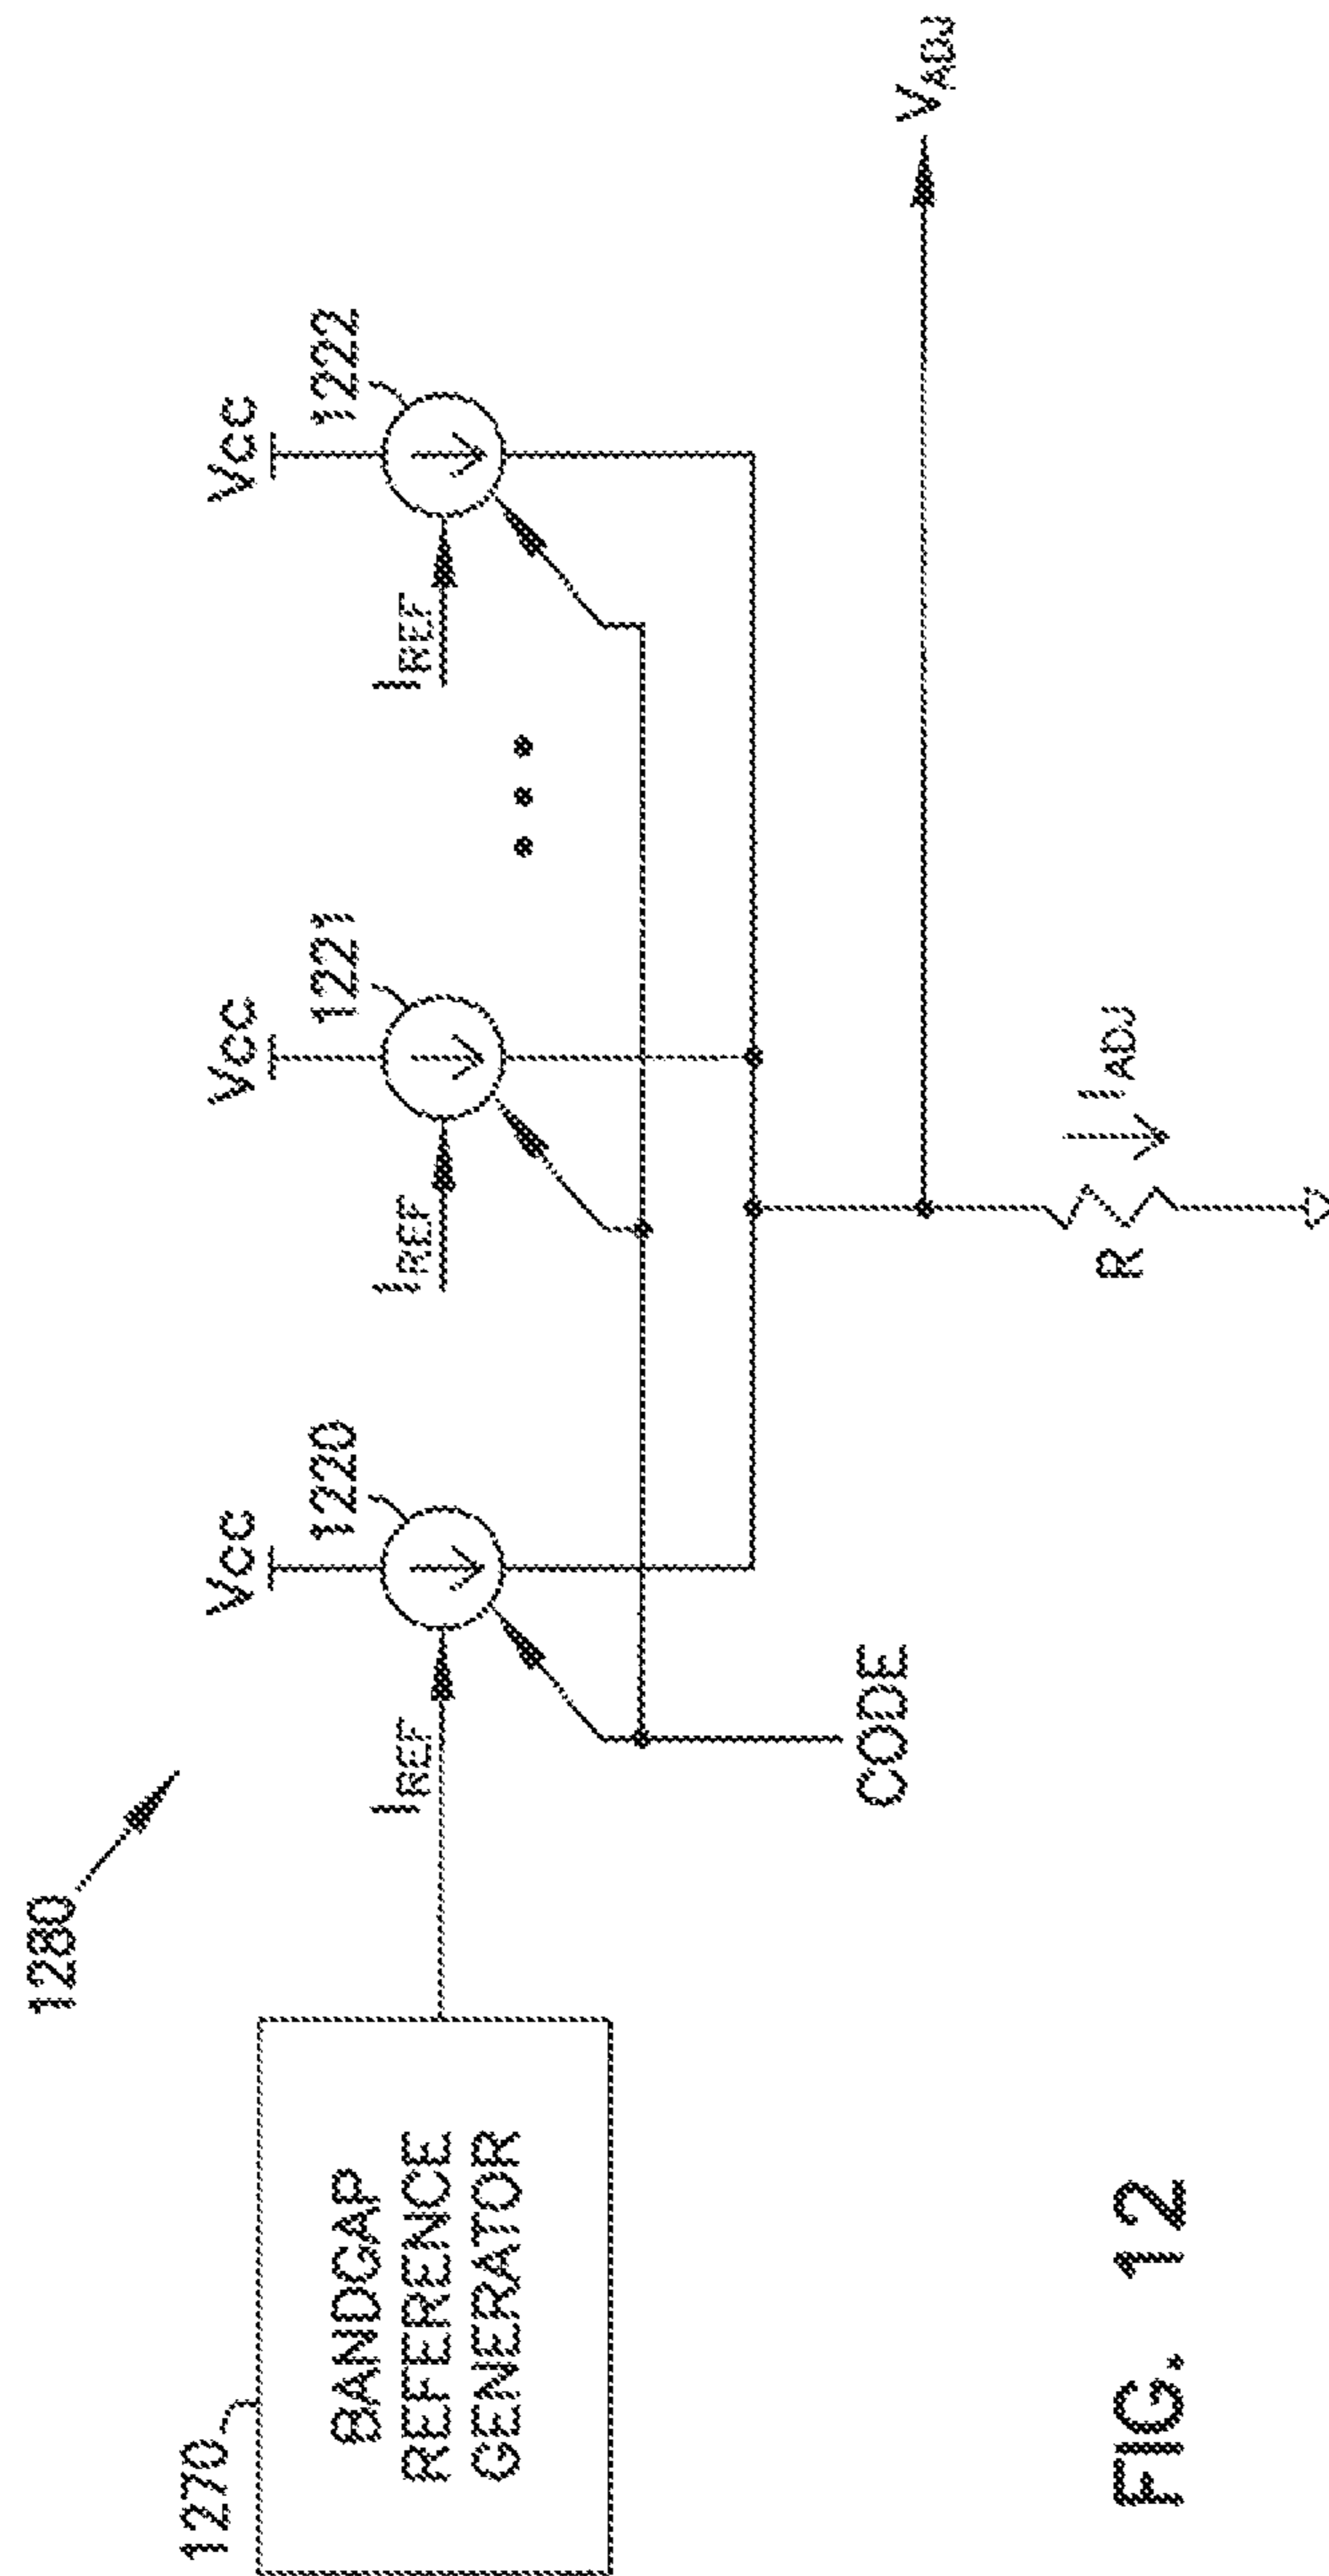 1280
1270
BANDGAP
REFERENCE
GENERATOR
Vcc
1220
IREF
Vcc
1221
IREF
Vcc
1222
IREF
CODE
VADJ
R
IADJ
FIG. 12